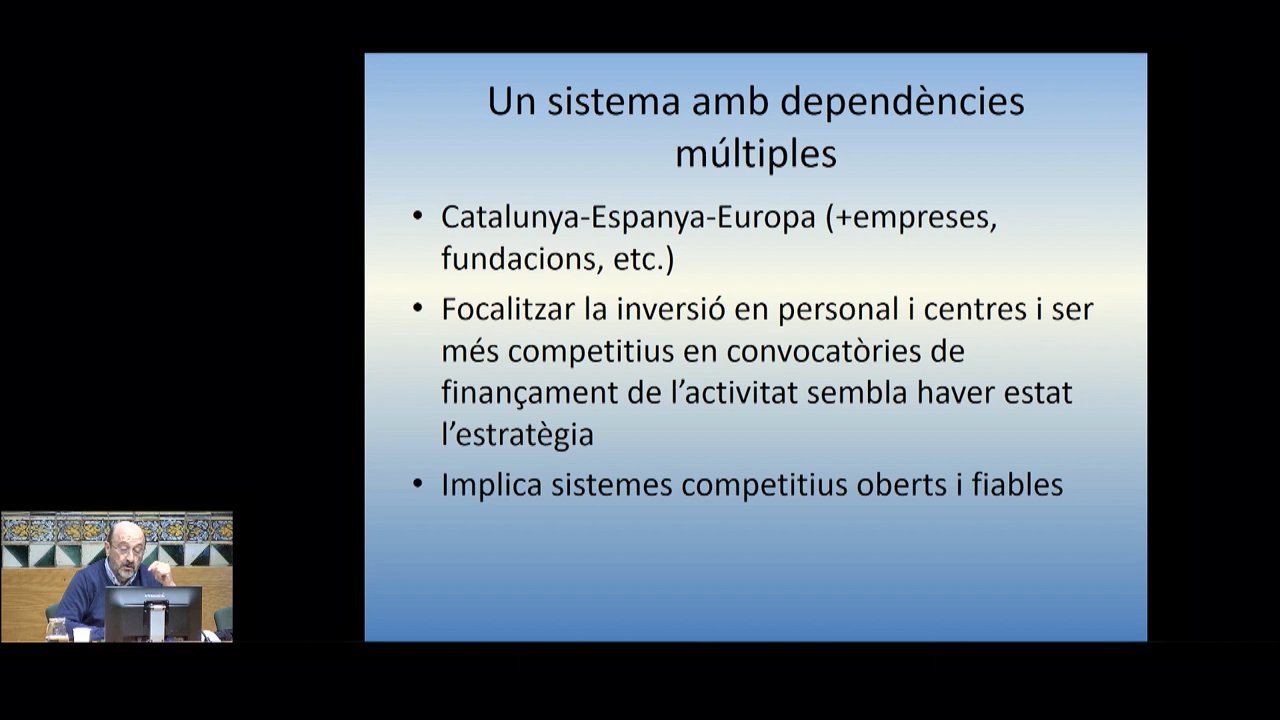 Un sistema amb dependències
múltiples
• Catalunya-Espanya-Europa (+empreses,
fundacions, etc.)
• Focalitzar la inversió en personal i centres i ser
més competitius en convocatòries de
finançament de l’activitat sembla haver estat
l’estratègia
• Implica sistemes competitius oberts i fiables